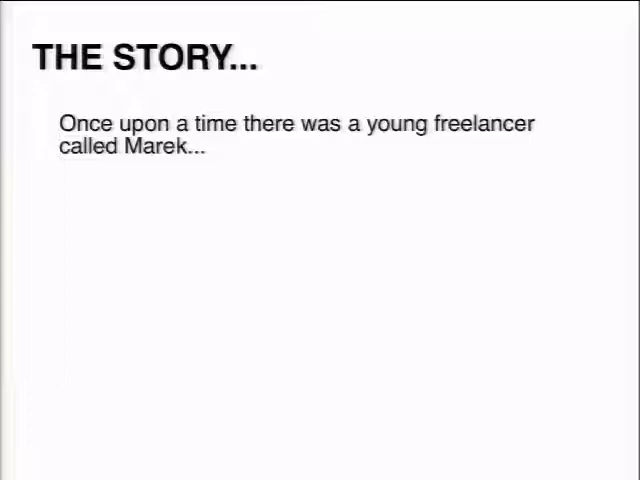 THE STORY...
Once upon a time there was a young freelancer
called Marek...